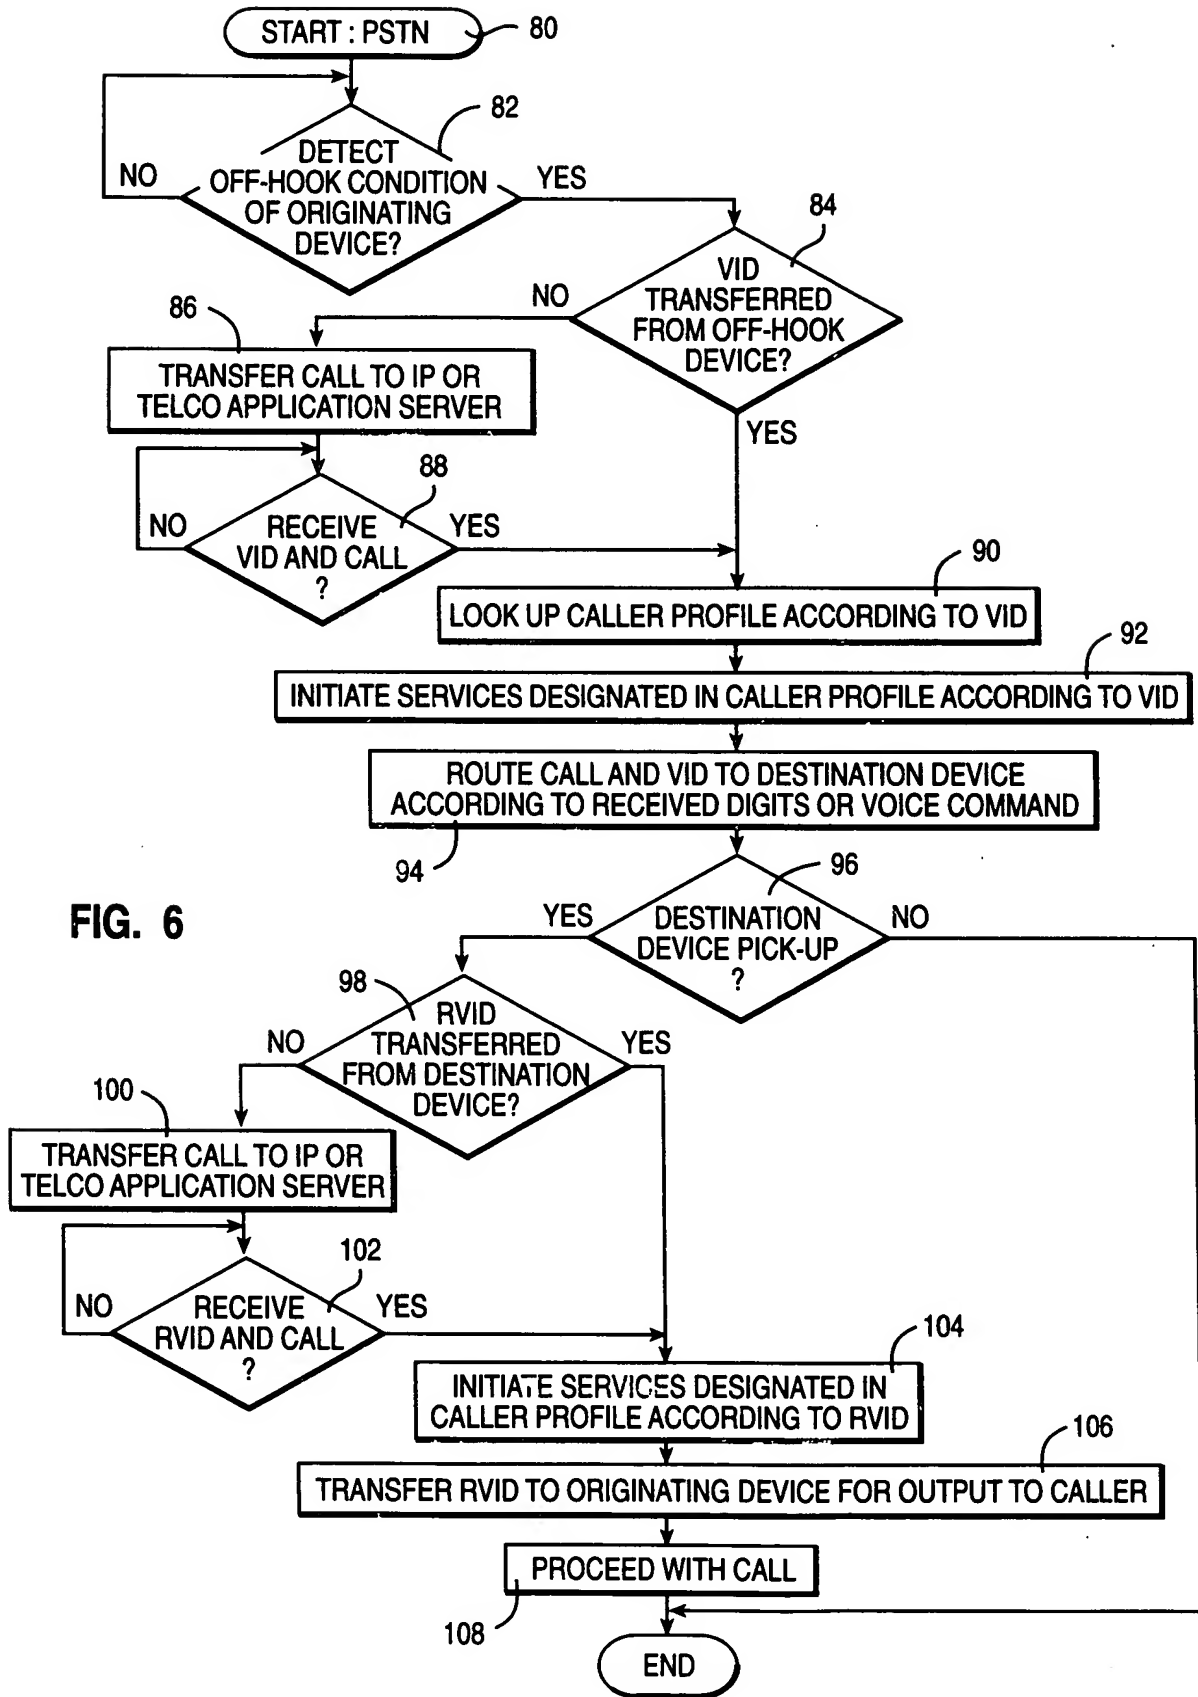 START : PSTN
80
82
DETECT
OFF-HOOK CONDITION
OF ORIGINATING
DEVICE?
NO
YES
84
VID
TRANSFERRED
FROM OFF-HOOK
DEVICE?
NO
YES
86
TRANSFER CALL TO IP OR
TELCO APPLICATION SERVER
88
RECEIVE
VID AND CALL
?
NO
YES
90
LOOK UP CALLER PROFILE ACCORDING TO VID
92
INITIATE SERVICES DESIGNATED IN CALLER PROFILE ACCORDING TO VID
ROUTE CALL AND VID TO DESTINATION DEVICE
ACCORDING TO RECEIVED DIGITS OR VOICE COMMAND
94
96
DESTINATION
DEVICE PICK-UP
?
YES
NO
FIG. 6
98
RVID
TRANSFERRED
FROM DESTINATION
DEVICE?
NO
YES
100
TRANSFER CALL TO IP OR
TELCO APPLICATION SERVER
102
RECEIVE
RVID AND CALL
?
NO
YES
104
INITIATE SERVICES DESIGNATED IN
CALLER PROFILE ACCORDING TO RVID
106
TRANSFER RVID TO ORIGINATING DEVICE FOR OUTPUT TO CALLER
PROCEED WITH CALL
108
END